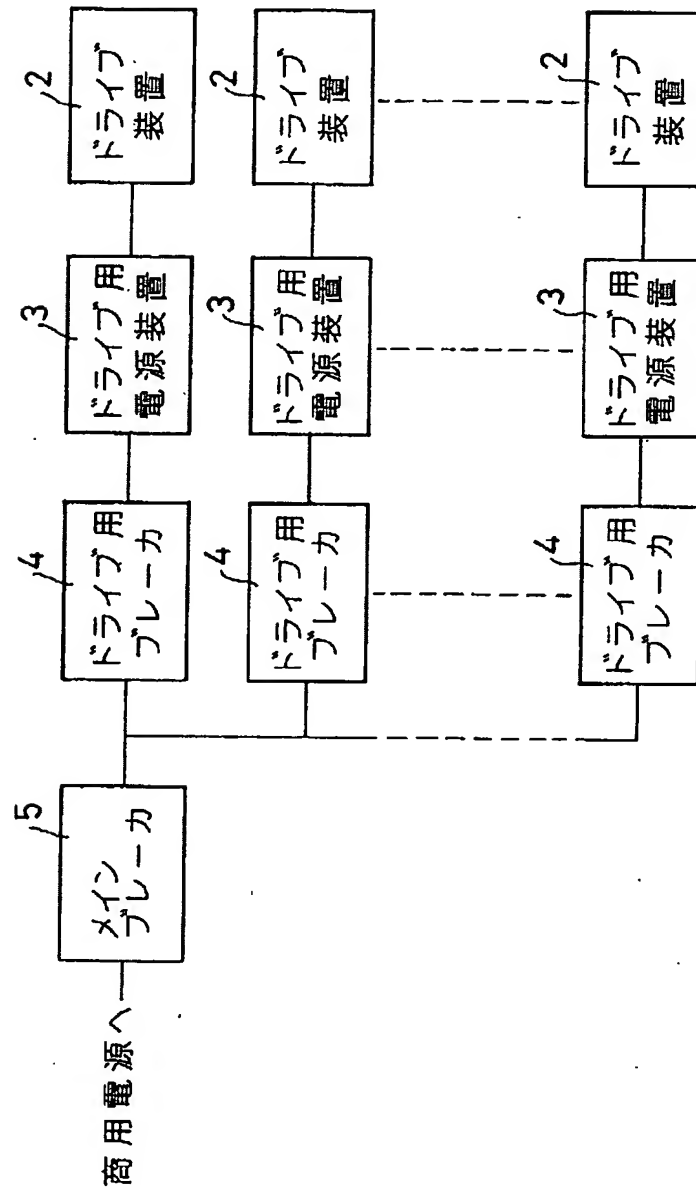 商用電源へ
5
メイン
ブレーカ
4
ドライブ用
ブレーカ
3
ドライブ用
電源装置
2
ドライブ
装置
4
ドライブ用
ブレーカ
3
ドライブ用
電源装置
2
ドライブ
装置
4
ドライブ用
ブレーカ
3
ドライブ用
電源装置
2
ドライブ
装置